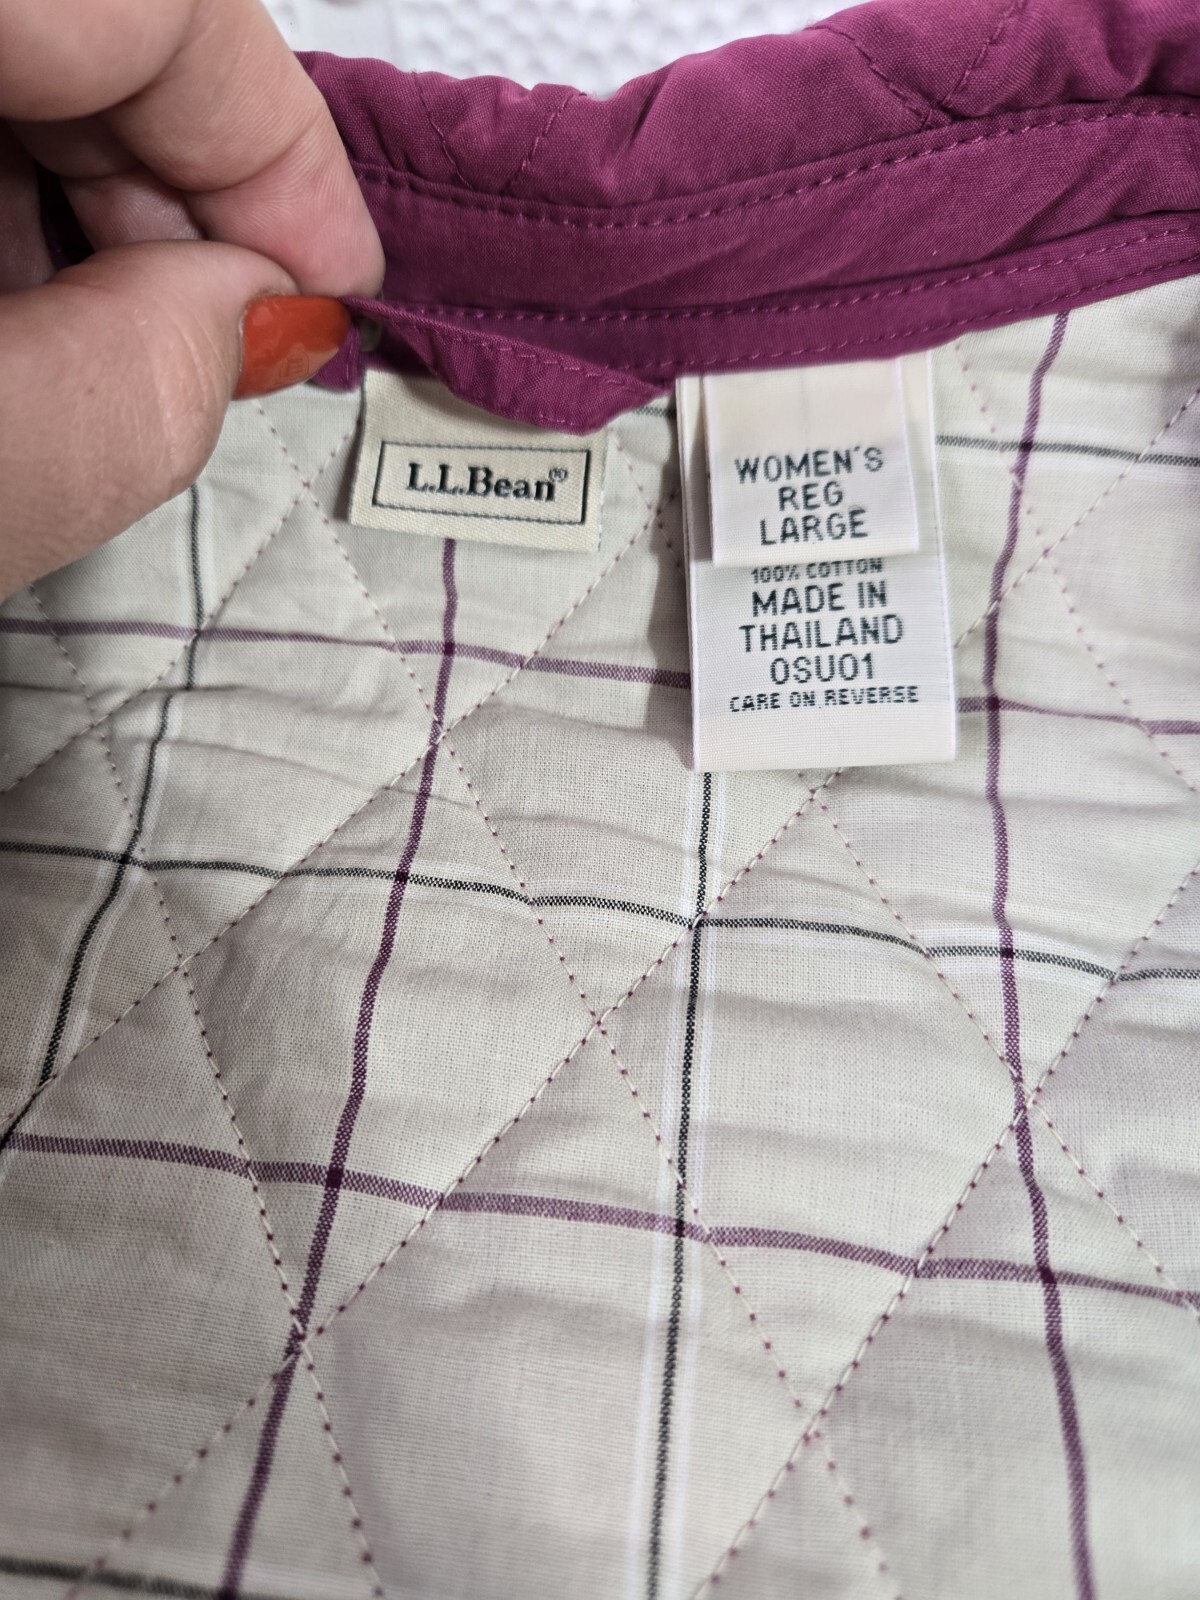 L.L.Bean®
WOMEN'S
REG
LARGE
100% COTTON
MADE IN
THAILAND
0SU01
CARE ON REVERSE